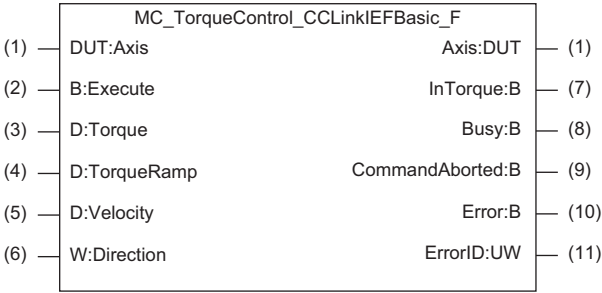 MC_TorqueControl_CCLinkIEFBasic_F
(1) DUT:Axis Axis:DUT (1)
(2) B:Execute InTorque:B (7)
(3) D:Torque Busy:B (8)
(4) D:TorqueRamp CommandAborted:B (9)
(5) D:Velocity Error:B (10)
(6) W:Direction ErrorID:UW (11)